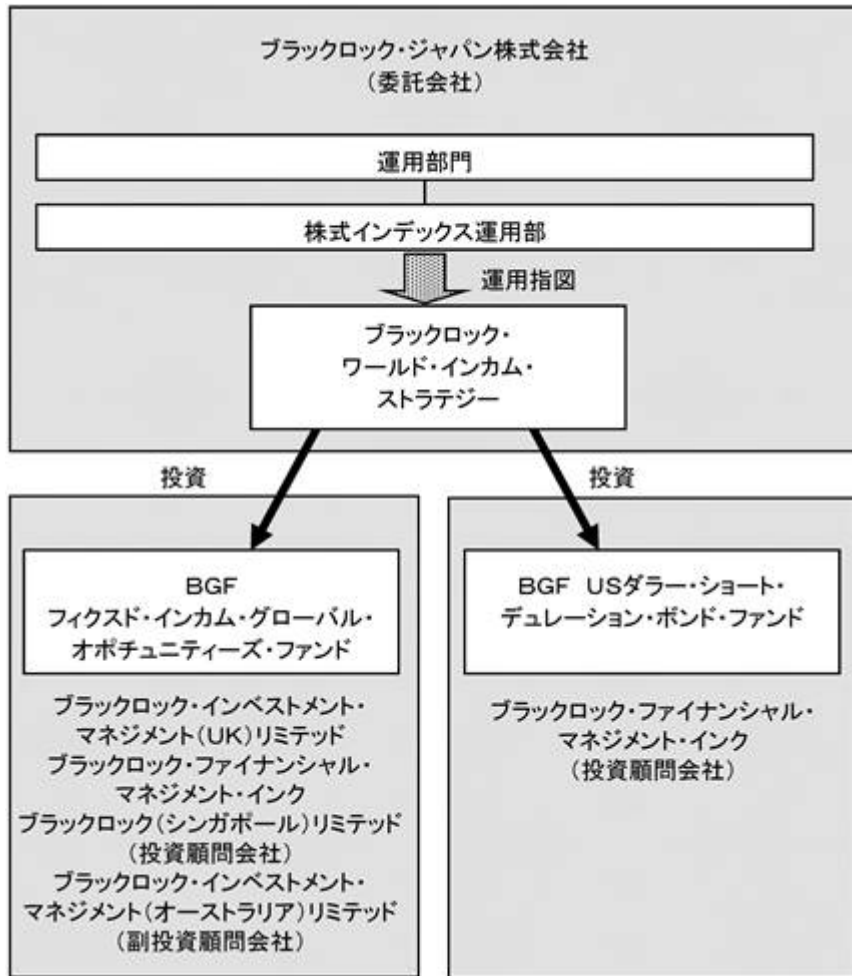 ブラックロック・ジャパン株式会社
(委託会社)
運用部門
株式インデックス運用部
運用指図
ブラックロック・
ワールド・インカム・
ストラテジー
投資
投資
BGF
フィクスド・インカム・グローバル・
オポチュニティーズ・ファンド
ブラックロック・インベストメント・
マネジメント(UK)リミテッド
ブラックロック・ファイナンシャル・
マネジメント・インク
ブラックロック(シンガポール)リミテッド
(投資顧問会社)
ブラックロック・インベストメント・
マネジメント(オーストラリア)リミテッド
(副投資顧問会社)
BGF USダラー・ショート・
デュレーション・ボンド・ファンド
ブラックロック・ファイナンシャル・
マネジメント・インク
(投資顧問会社)